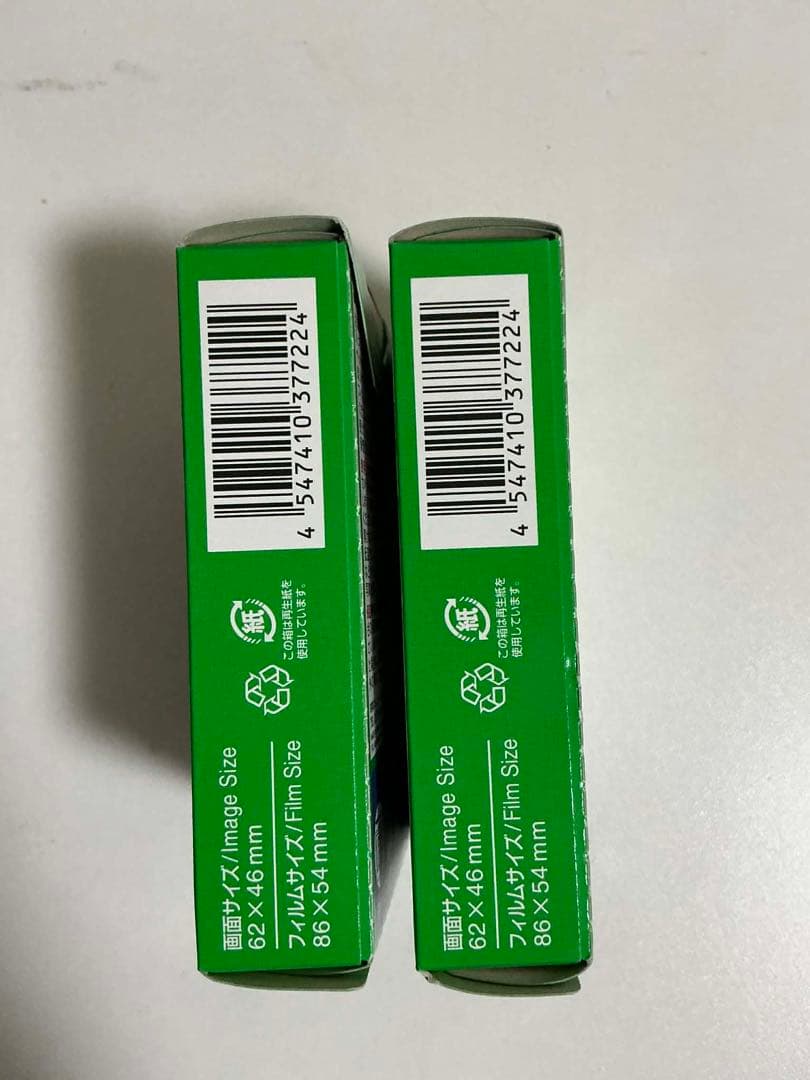 4 547410 377224
紙
この箱は再生紙を
使用しています。
画面サイズ/Image Size
62×46mm
フィルムサイズ/Film Size
86×54mm
4 547410 377224
紙
この箱は再生紙を
使用しています。
画面サイズ/Image Size
62×46mm
フィルムサイズ/Film Size
86×54mm